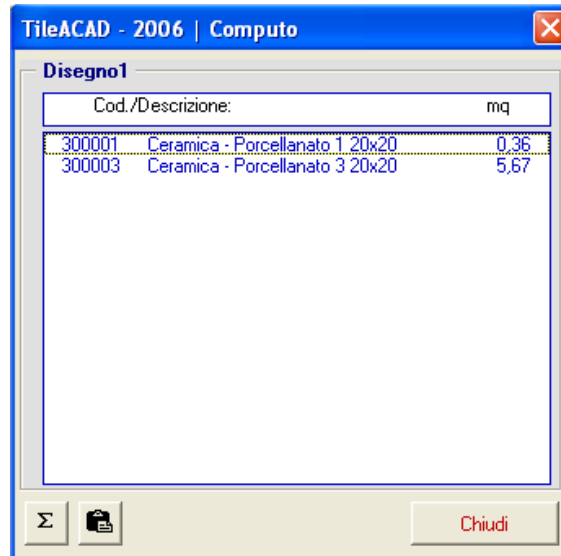 TileACAD - 2006 | Computo
Disegno1
Cod./Descrizione: mq
300001 Ceramica - Porcellanato 1 20x20 0,36
300003 Ceramica - Porcellanato 3 20x20 5,67
Σ Chiudi